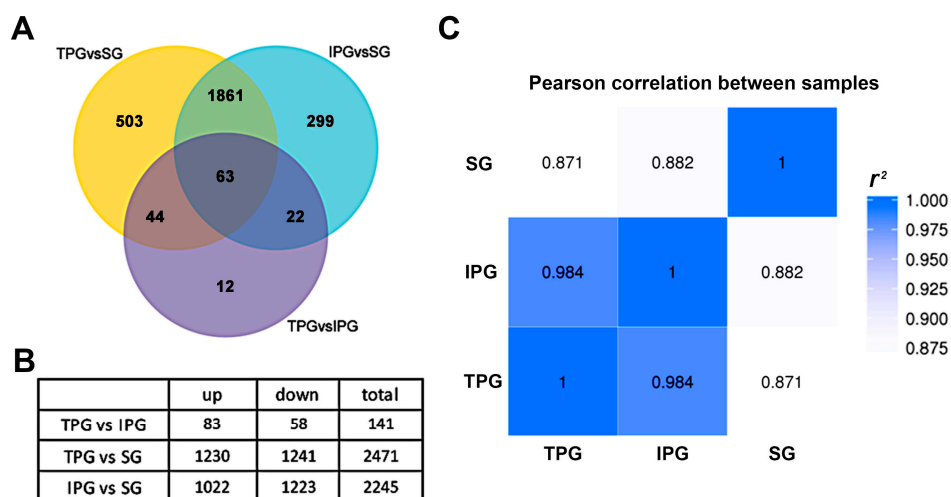 A
TPGvsSG
IPGvsSG
503
1861
299
63
44
22
12
TPGvsIPG
B
up down total
TPG vs IPG 83 58 141
TPG vs SG 1230 1241 2471
IPG vs SG 1022 1223 2245
C
Pearson correlation between samples
SG 0.871 0.882 1
IPG 0.984 1 0.882
TPG 1 0.984 0.871
TPG IPG SG
r²
1.000
0.975
0.950
0.925
0.900
0.875